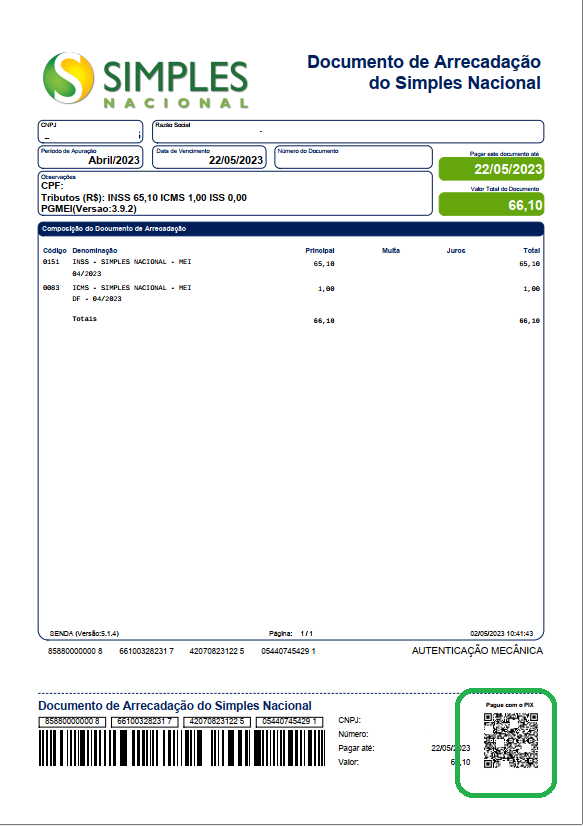 SIMPLES
NACIONAL
Documento de Arrecadação
do Simples Nacional
CNPJ
Razão Social
Período de Apuração
Abril/2023
Data de Vencimento
22/05/2023
Número do Documento
Pagar este documento até
22/05/2023
Observações
CPF:
Tributos (R$): INSS 65,10 ICMS 1,00 ISS 0,00
PGMEI(Versao:3.9.2)
Valor Total do Documento
66,10
Composição do Documento de Arrecadação
Código Denominação Principal Multa Juros Total
0151 INSS - SIMPLES NACIONAL - MEI 65,10 65,10
04/2023
0083 ICMS - SIMPLES NACIONAL - MEI 1,00 1,00
DF - 04/2023
Totais 66,10 66,10
SENDA (Versão:5.1.4) Página: 1 / 1 02/05/2023 10:41:43
85880000000 8 66100328231 7 42070823122 5 05440745429 1 AUTENTICAÇÃO MECÂNICA
Documento de Arrecadação do Simples Nacional
85880000000 8 66100328231 7 42070823122 5 05440745429 1
CNPJ:
Número:
Pagar até: 22/05/2023
Valor: 66,10
Pague com o PIX